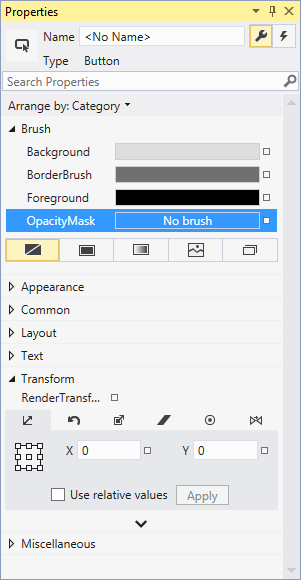 Properties
Name <No Name>
Type Button
Search Properties
Arrange by: Category
Brush
Background
BorderBrush
Foreground
OpacityMask No brush
Appearance
Common
Layout
Text
Transform
RenderTransf...
X 0 Y 0
Use relative values Apply
Miscellaneous